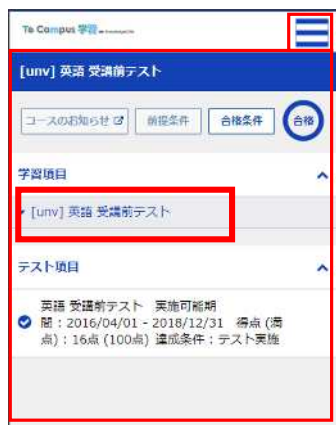 To Campus 学習
[unv] 英語 受講前テスト
コースのお知らせ 前提条件 合格条件 合格
学習項目
[unv] 英語 受講前テスト
テスト項目
英語 受講前テスト 実施可能期
間：2016/04/01 - 2018/12/31 得点 (満
点)：16点 (100点) 達成条件：テスト実施